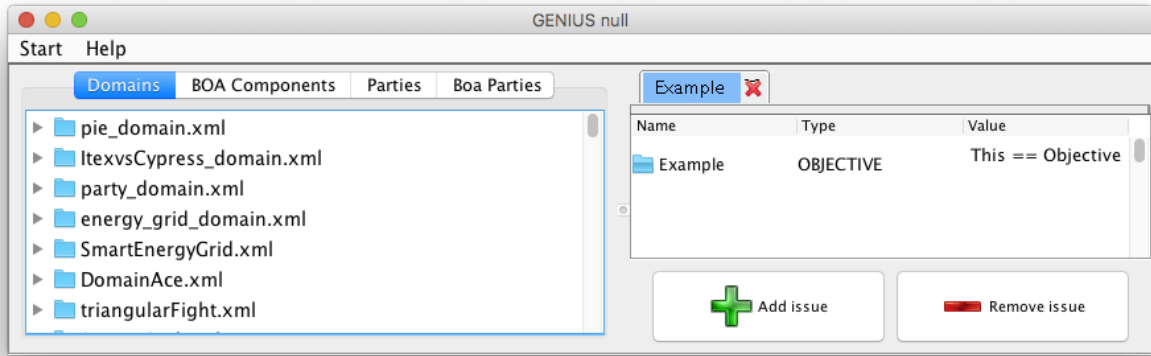 GENIUS null
Start Help
Domains BOA Components Parties Boa Parties
pie_domain.xml
ItexvsCypress_domain.xml
party_domain.xml
energy_grid_domain.xml
SmartEnergyGrid.xml
DomainAce.xml
triangularFight.xml
Example
Name Type Value
Example OBJECTIVE This == Objective
Add issue Remove issue